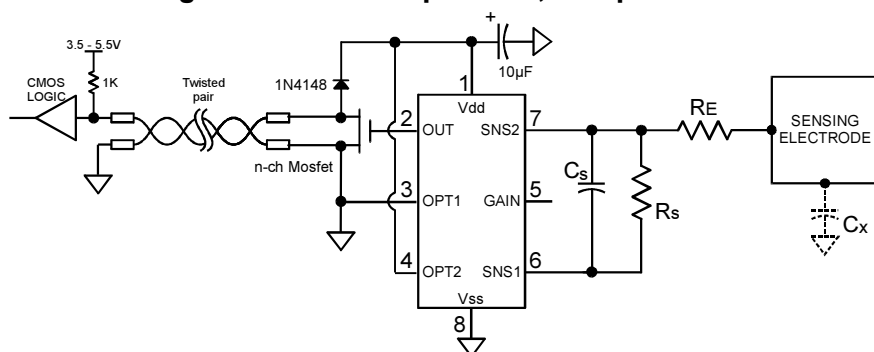 3.5 - 5.5V
CMOS
LOGIC
1K
Twisted
pair
1N4148
n-ch Mosfet
+
10µF
1
Vdd
2
OUT
3
OPT1
4
OPT2
SNS2
7
GAIN
5
SNS1
6
Vss
8
Cs
Rs
RE
SENSING
ELECTRODE
Cx